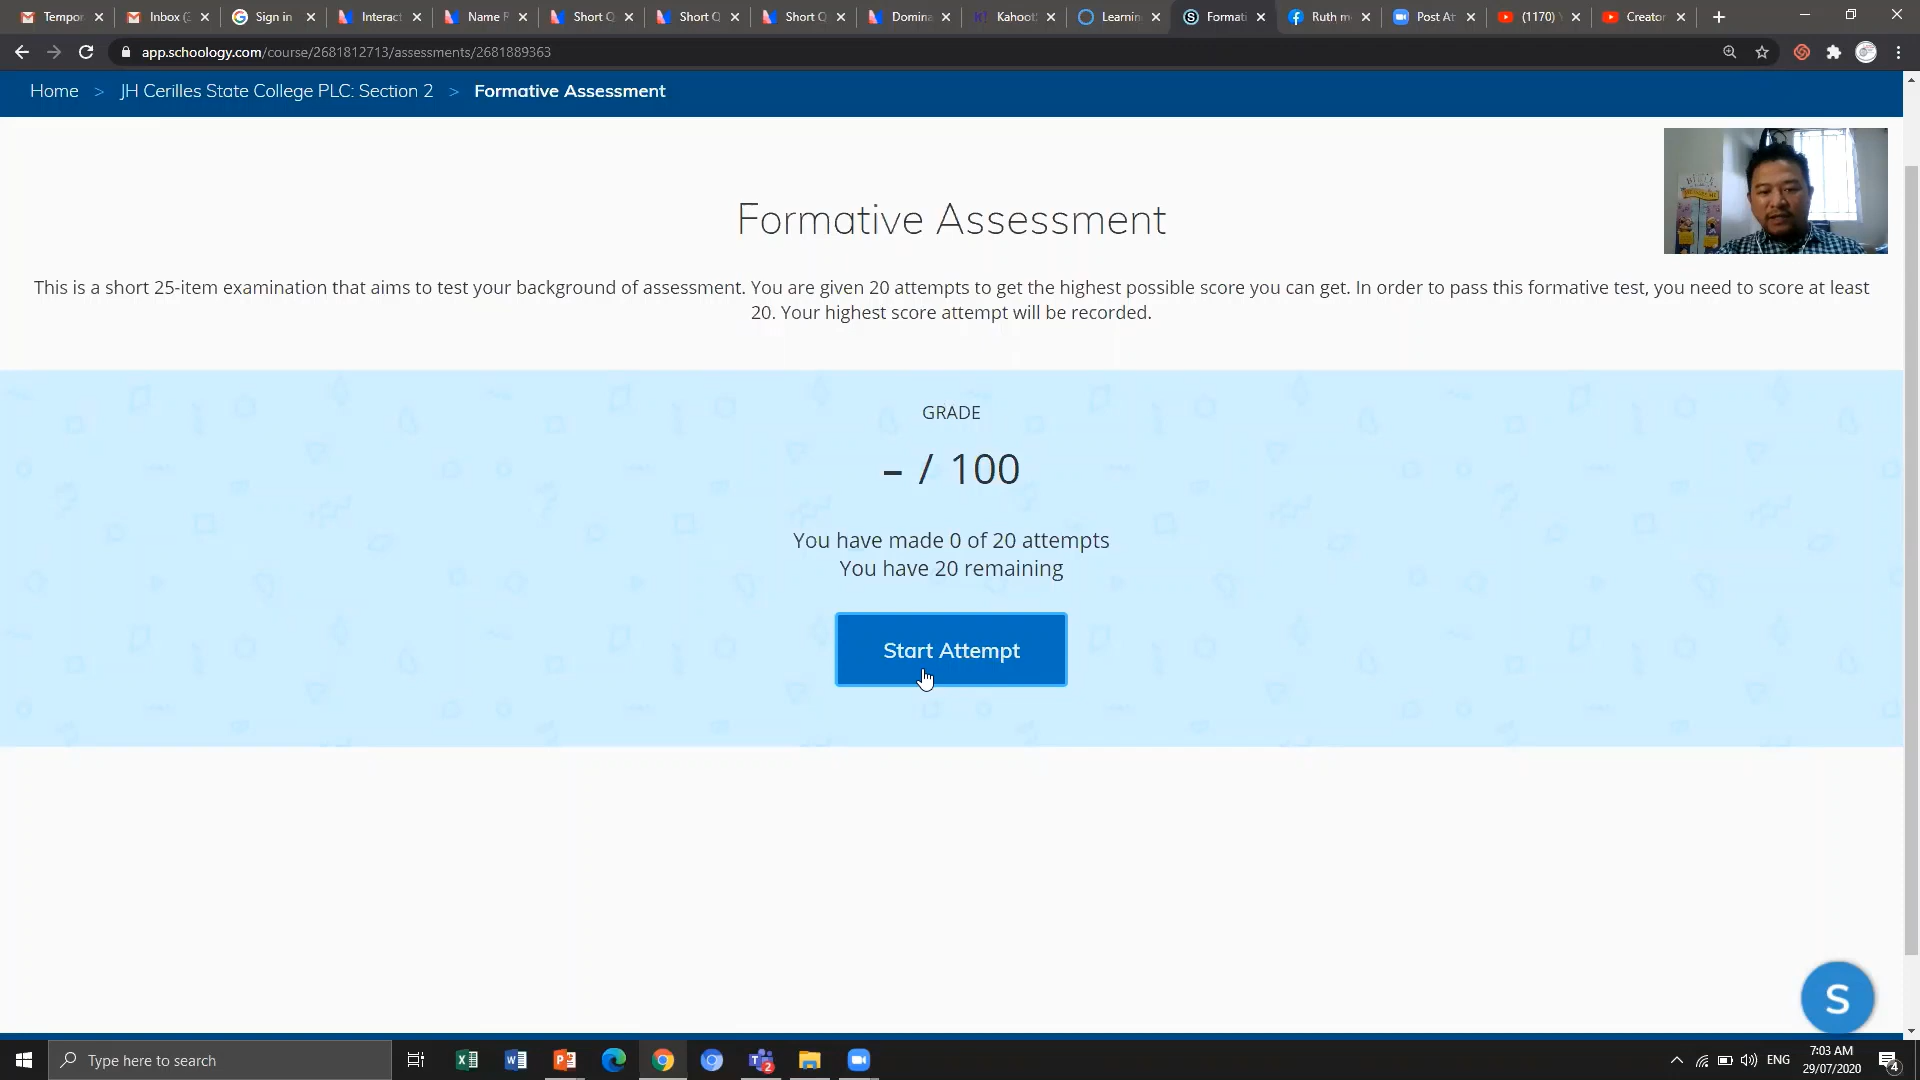 Tempor
Inbox (3
Sign in
Interact
Name F
Short Q
Short Q
Short Q
Domina
Kahoot!
Learnin
Formati
Ruth m
Post At
(1170) Y
Creator
app.schoology.com/course/2681812713/assessments/2681889363
Home > JH Cerilles State College PLC: Section 2 > Formative Assessment
Formative Assessment
This is a short 25-item examination that aims to test your background of assessment. You are given 20 attempts to get the highest possible score you can get. In order to pass this formative test, you need to score at least
20. Your highest score attempt will be recorded.
GRADE
– / 100
You have made 0 of 20 attempts
You have 20 remaining
Start Attempt
S
Type here to search
2
ENG
7:03 AM
29/07/2020
4